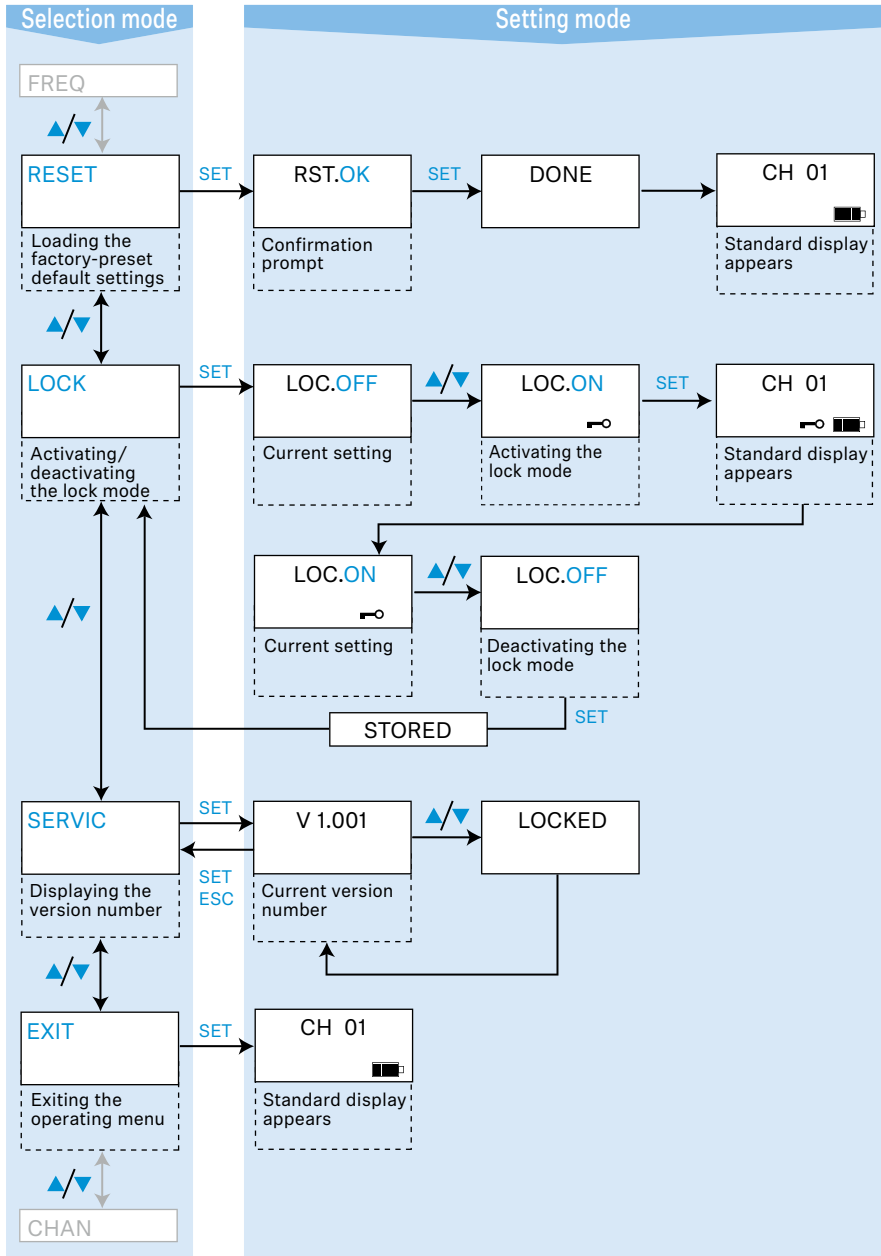 Selection mode
Setting mode
FREQ
▲/▼
RESET
SET
RST.OK
SET
DONE
CH 01
Loading the
factory-preset
default settings
Confirmation
prompt
Standard display
appears
▲/▼
LOCK
SET
LOC.OFF
▲/▼
LOC.ON
SET
CH 01
Activating/
deactivating
the lock mode
Current setting
Activating the
lock mode
Standard display
appears
▲/▼
LOC.ON
▲/▼
LOC.OFF
Current setting
Deactivating the
lock mode
STORED
SET
SERVIC
SET
V 1.001
▲/▼
LOCKED
SET
ESC
Displaying the
version number
Current version
number
▲/▼
EXIT
SET
CH 01
Exiting the
operating menu
Standard display
appears
▲/▼
CHAN